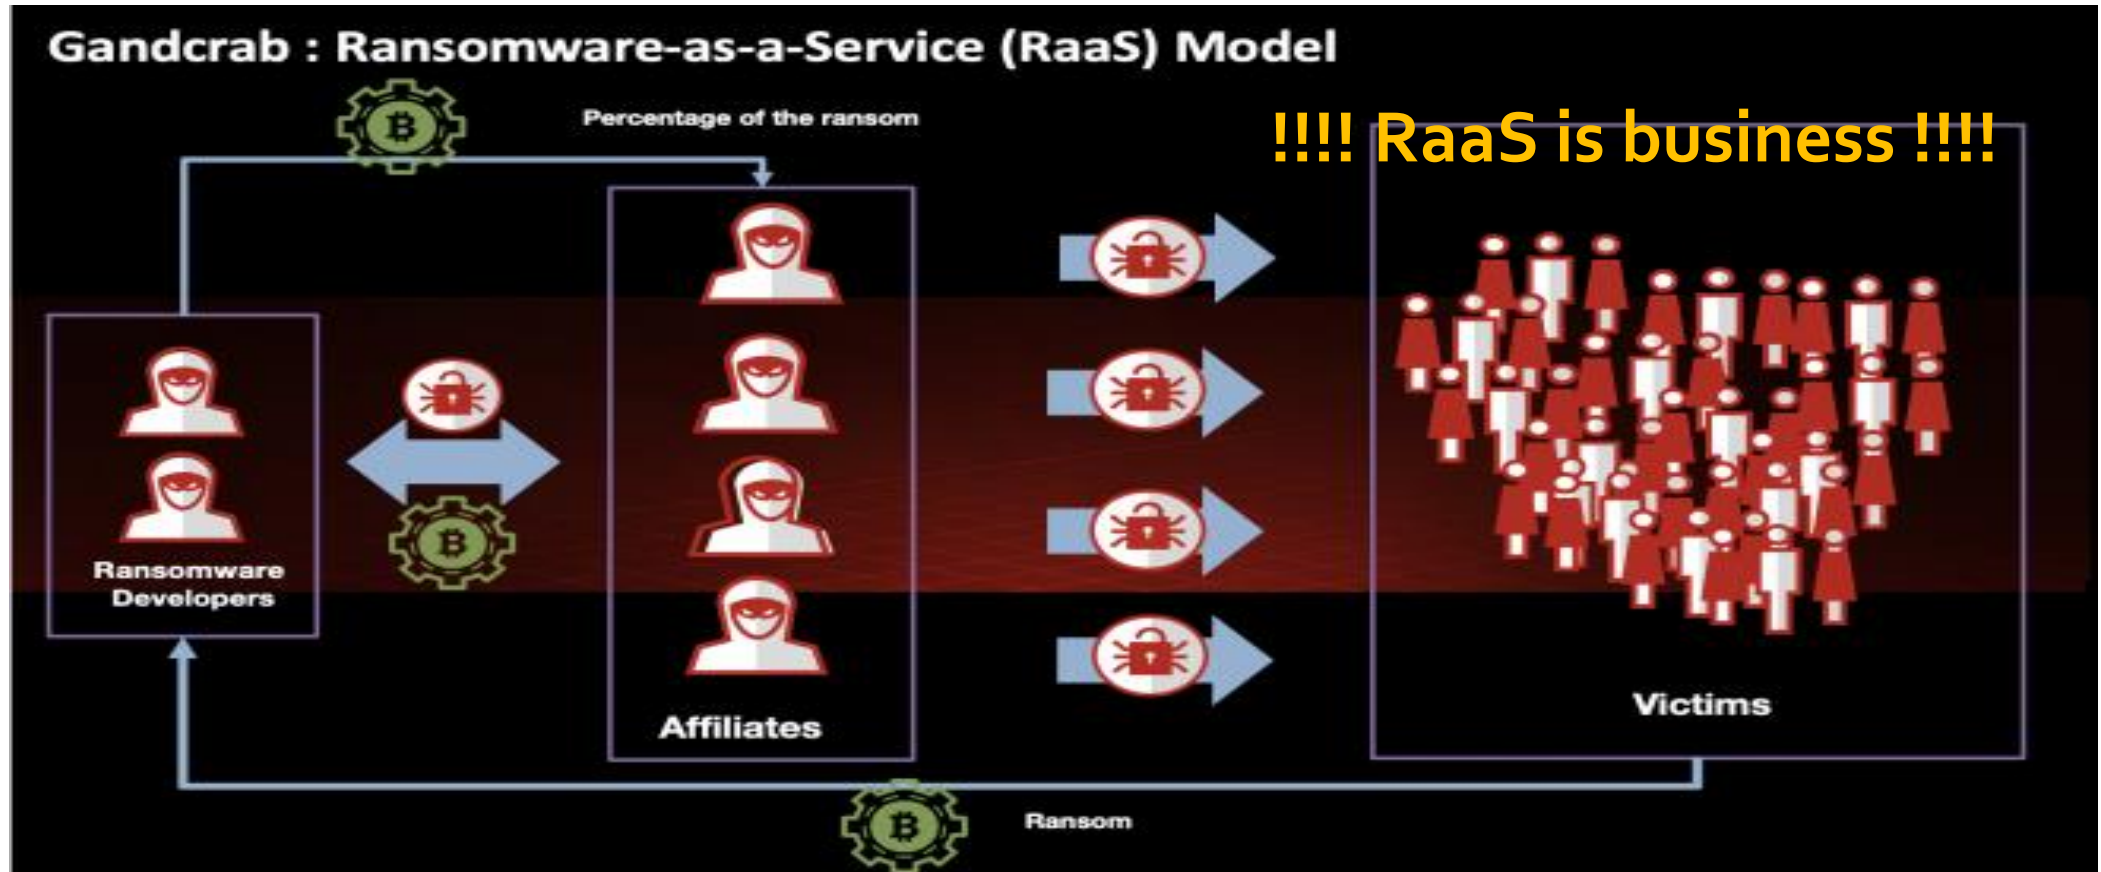 Gandcrab : Ransomware-as-a-Service (RaaS) Model
Percentage of the ransom
!!!! RaaS is business !!!!
Ransomware
Developers
Affiliates
Victims
Ransom